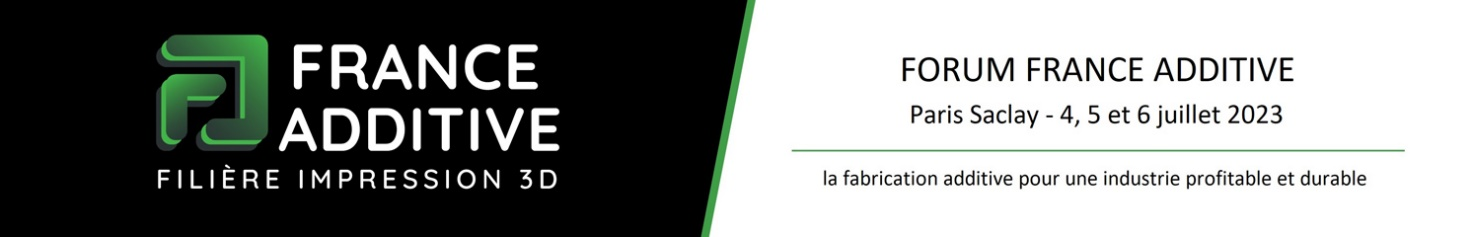 FRANCE
ADDITIVE
FILIÈRE IMPRESSION 3D
FORUM FRANCE ADDITIVE
Paris Saclay - 4, 5 et 6 juillet 2023
la fabrication additive pour une industrie profitable et durable